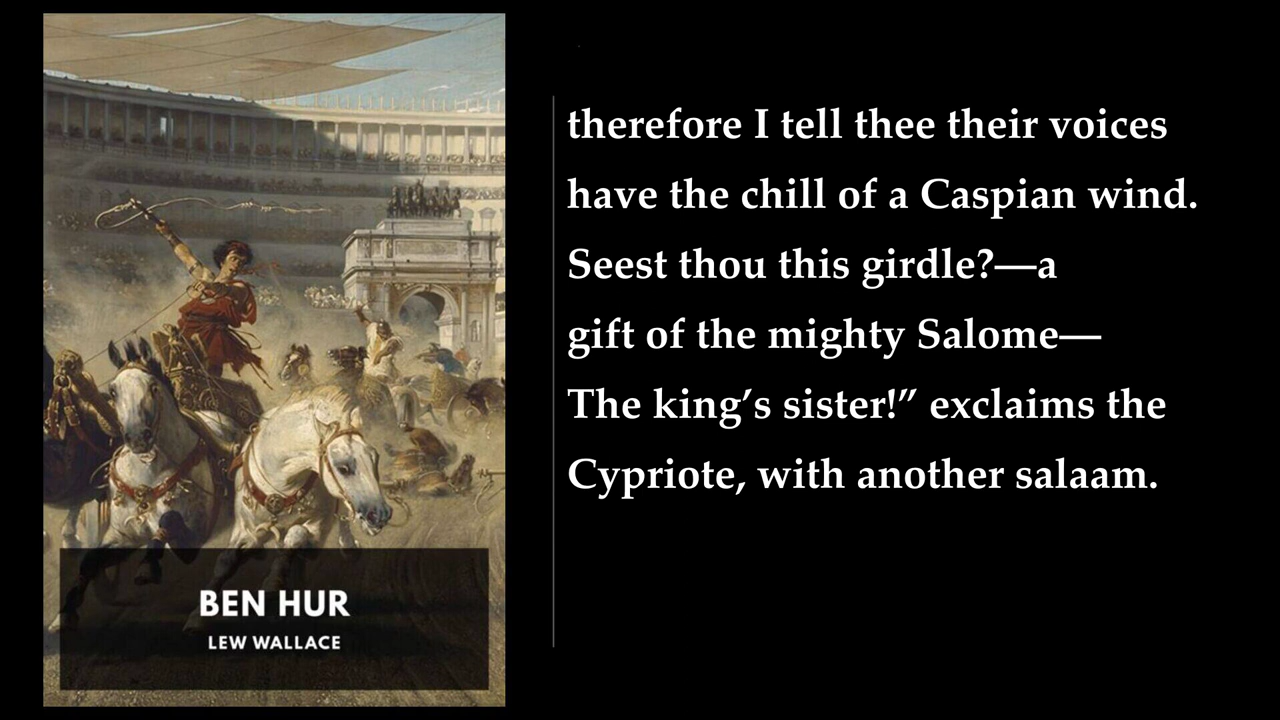 BEN HUR
LEW WALLACE
therefore I tell thee their voices
have the chill of a Caspian wind.
Seest thou this girdle?—a
gift of the mighty Salome—
The king’s sister!” exclaims the
Cypriote, with another salaam.